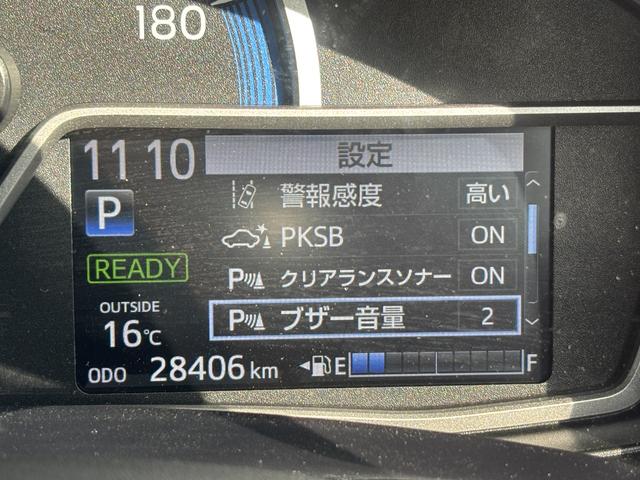 180
11 10
設定
警報感度 高い
P
PKSB ON
READY
P クリアランスソナー ON
OUTSIDE
16℃
P ブザー音量 2
ODO 28406 km
E F